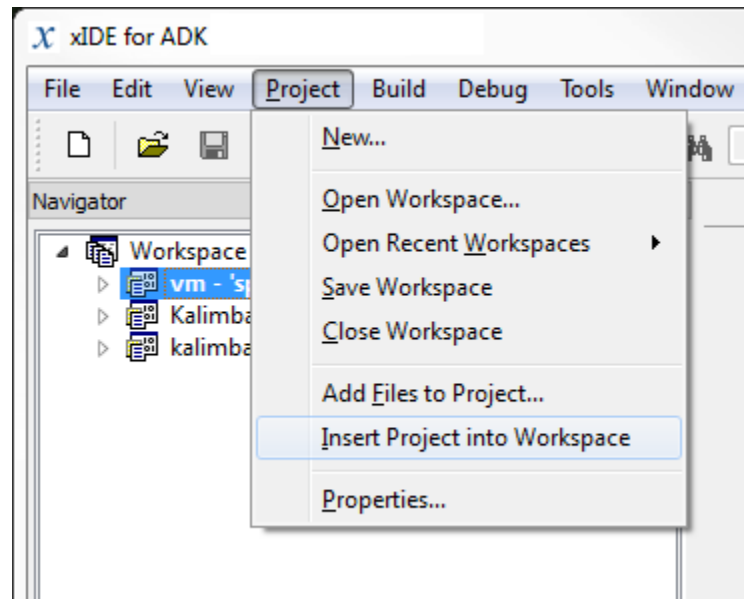 xIDE for ADK
File Edit View Project Build Debug Tools Window
New...
Navigator
Open Workspace...
Workspace
Open Recent Workspaces
vm - 's
Save Workspace
Kalimba
Close Workspace
kalimba
Add Files to Project...
Insert Project into Workspace
Properties...